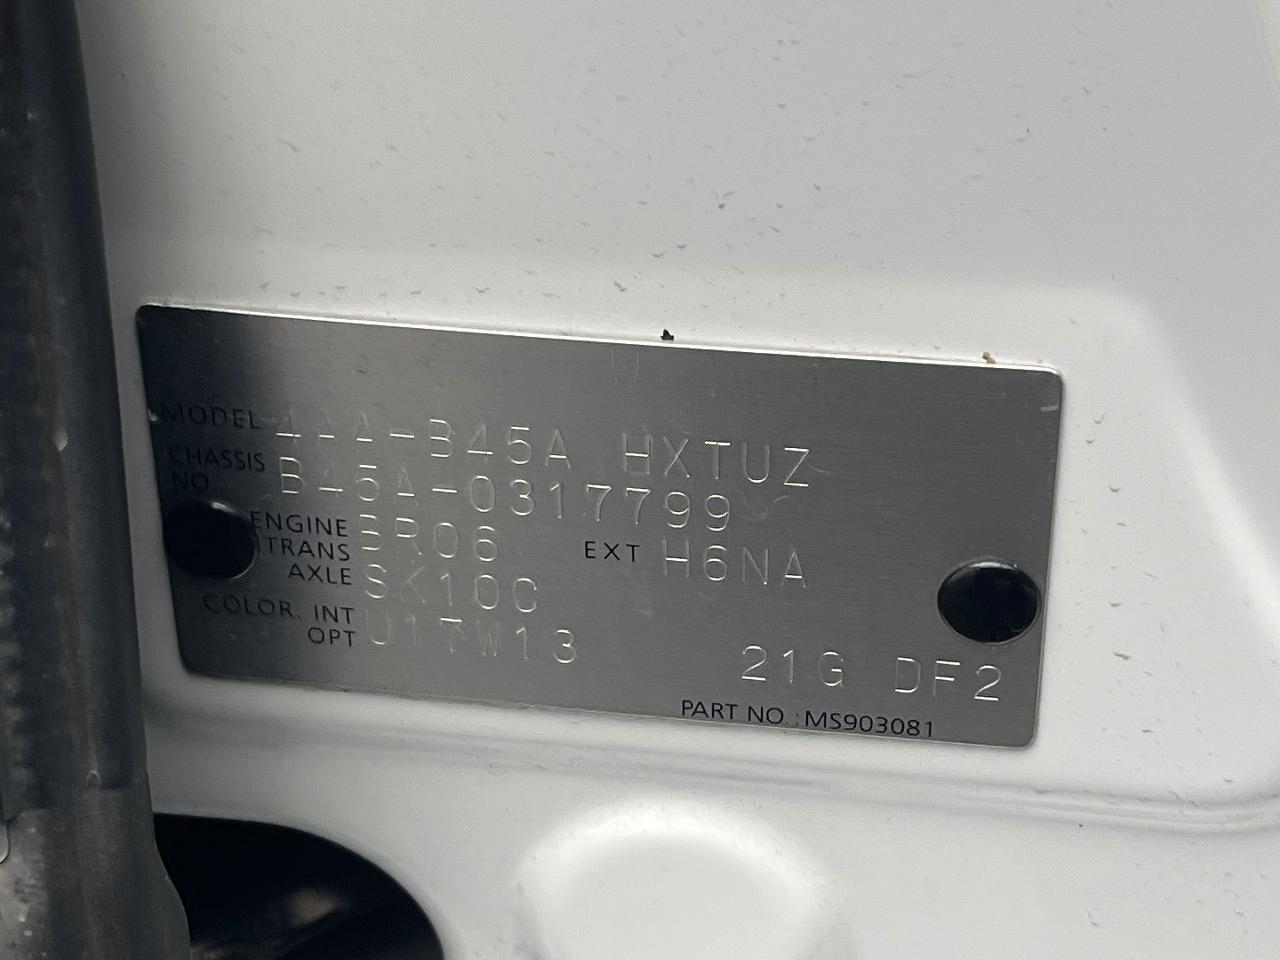 MODEL 4AA-B45A HXTUZ
CHASSIS NO. B45A-0317799
ENGINE BR06 EXT H6NA
TRANS AXLE SK10C
COLOR. INT OPT U17W13
21G DF2
PART NO. : MS903081